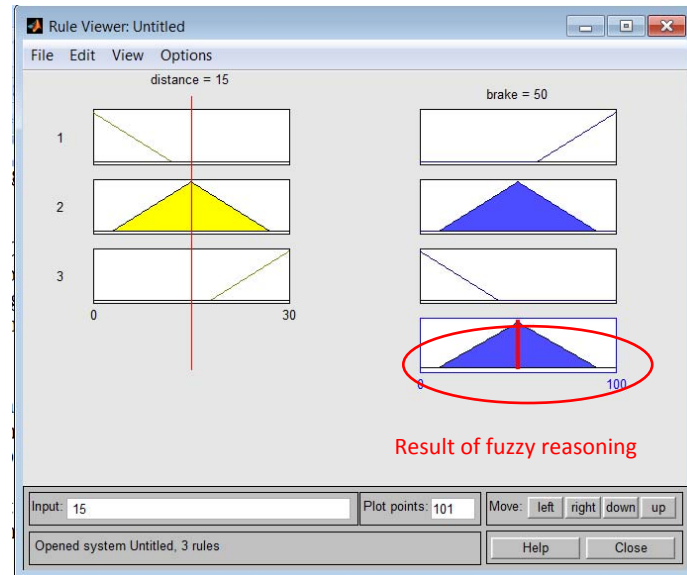 Rule Viewer: Untitled
File Edit View Options
distance = 15
brake = 50
1
2
3
0 30
0 100
Result of fuzzy reasoning
Input: 15 Plot points: 101 Move: left right down up
Opened system Untitled, 3 rules Help Close